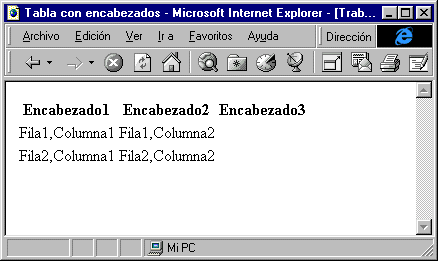 Tabla con encabezados - Microsoft Internet Explorer - [Trab...
Archivo Edición Ver Ir a Favoritos Ayuda Dirección
Encabezado1 Encabezado2 Encabezado3
Fila1,Columna1 Fila1,Columna2
Fila2,Columna1 Fila2,Columna2
Mi PC